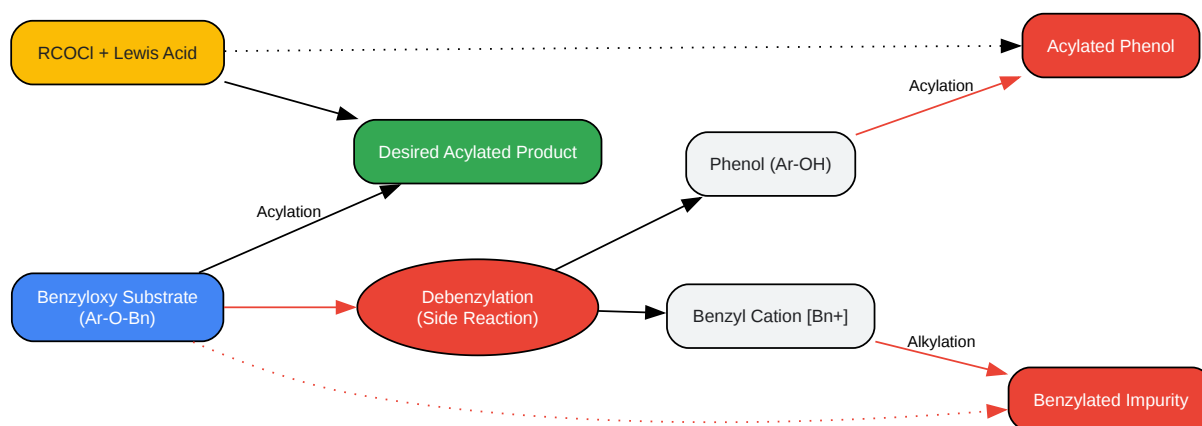 RCOCl + Lewis Acid
Acylated Phenol
Acylation
Desired Acylated Product
Phenol (Ar-OH)
Acylation
Benzyloxy Substrate
(Ar-O-Bn)
Debenzylation
(Side Reaction)
Benzyl Cation [Bn+]
Alkylation
Benzylated Impurity